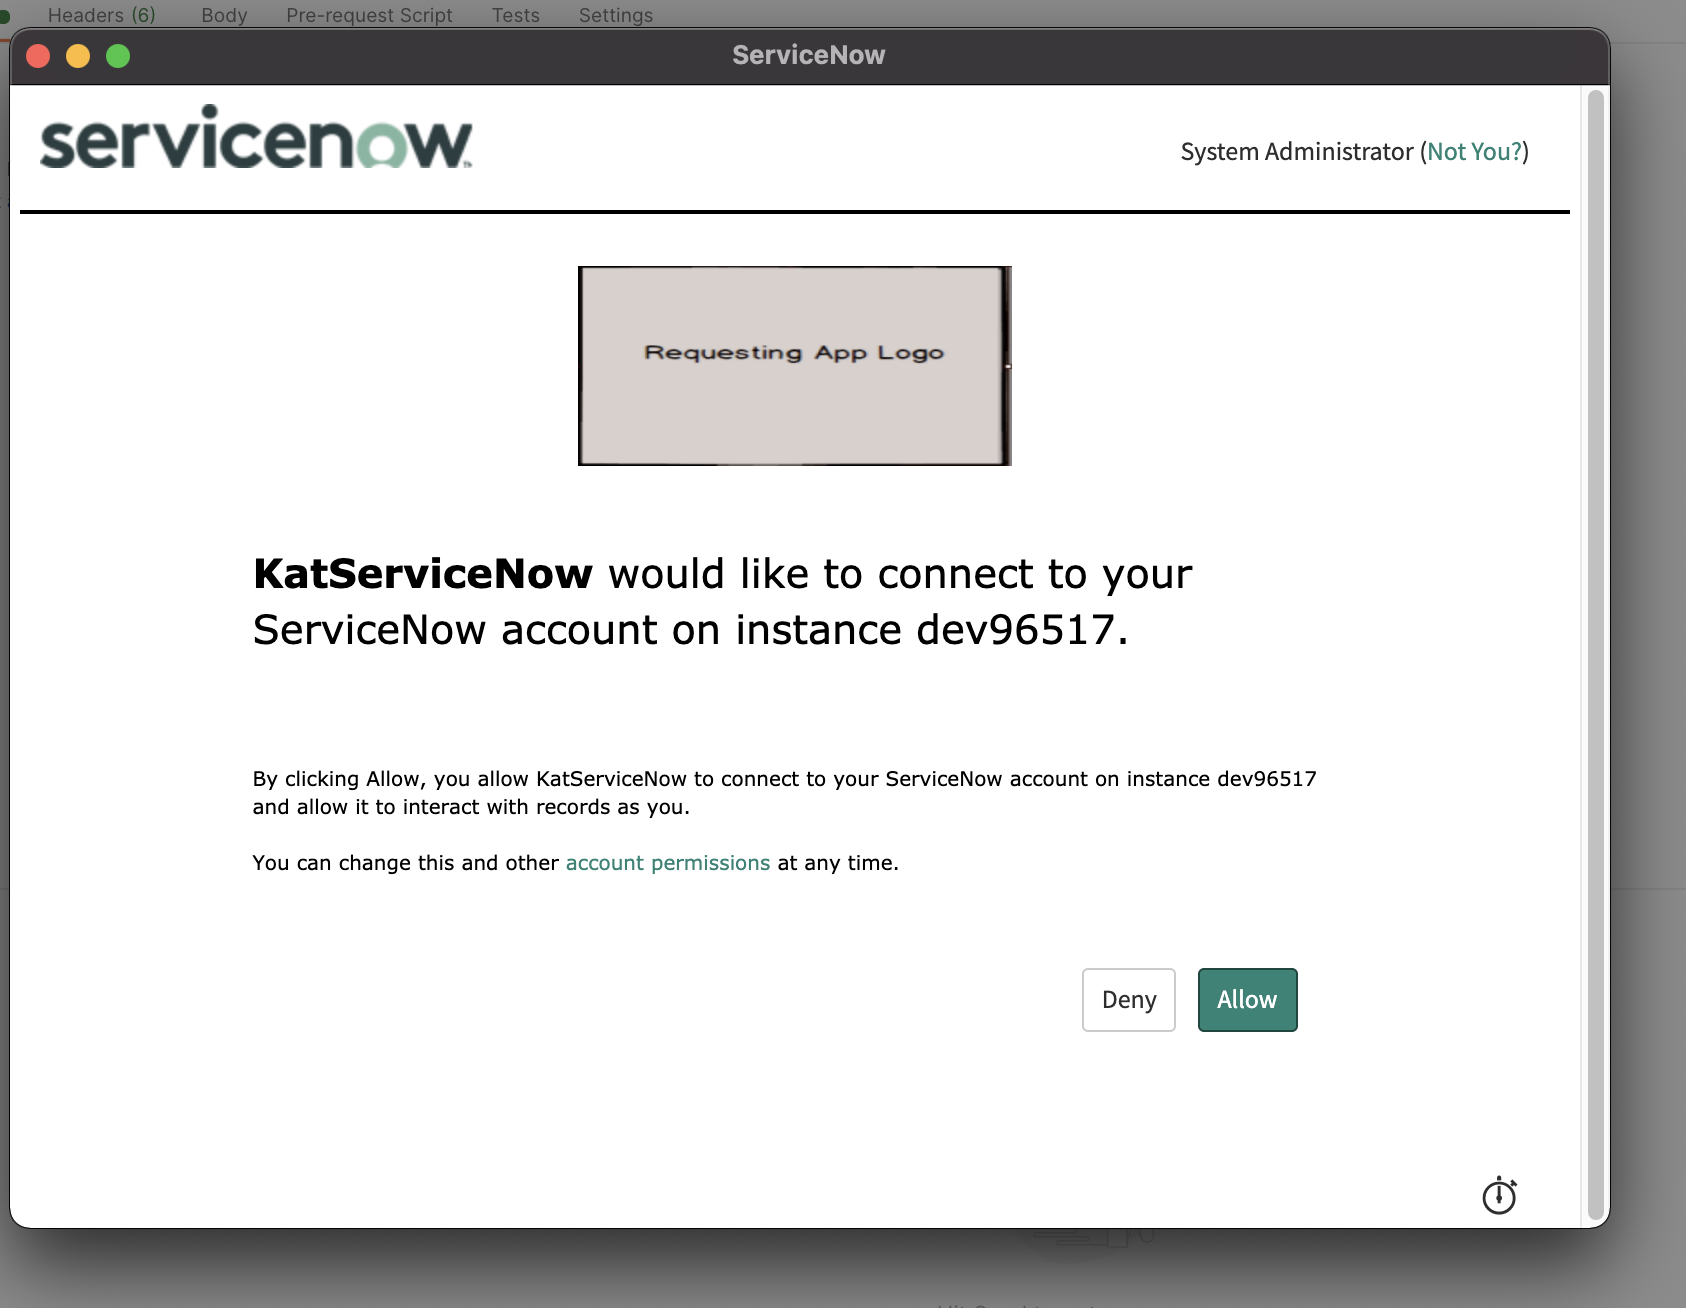 Headers (6) Body Pre-request Script Tests Settings
ServiceNow
servicenow
System Administrator (Not You?)
Requesting App Logo
KatServiceNow would like to connect to your
ServiceNow account on instance dev96517.
By clicking Allow, you allow KatServiceNow to connect to your ServiceNow account on instance dev96517
and allow it to interact with records as you.
You can change this and other account permissions at any time.
Deny Allow